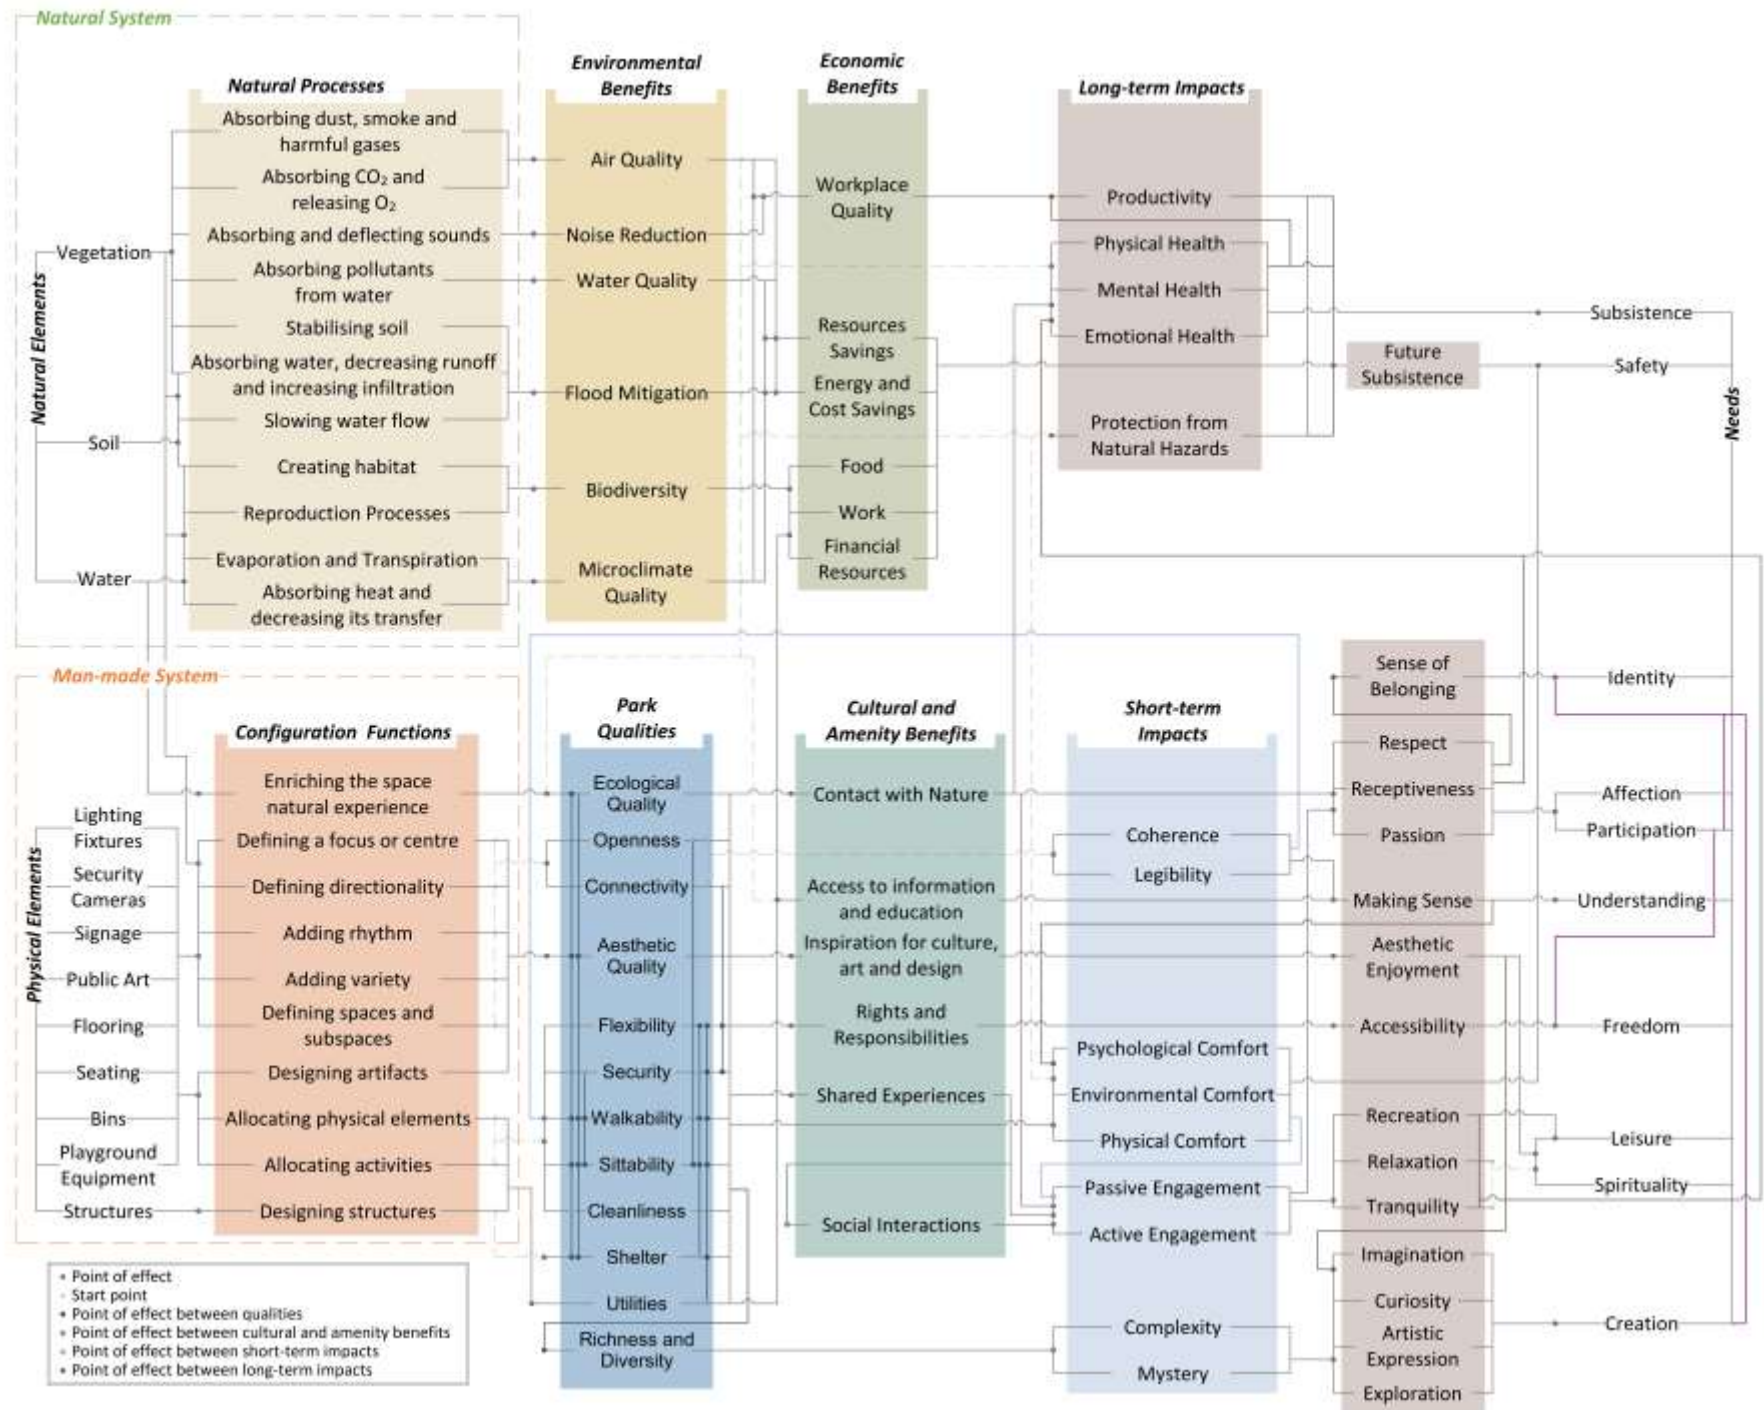 Natural System
Natural Processes
Absorbing dust, smoke and
harmful gases
Absorbing CO₂ and
releasing O₂
Absorbing and deflecting sounds
Absorbing pollutants
from water
Stabilising soil
Absorbing water, decreasing runoff
and increasing infiltration
Slowing water flow
Creating habitat
Reproduction Processes
Evaporation and Transpiration
Absorbing heat and
decreasing its transfer
Natural Elements
Vegetation
Soil
Water
Environmental
Benefits
Air Quality
Noise Reduction
Water Quality
Flood Mitigation
Biodiversity
Microclimate
Quality
Economic
Benefits
Workplace
Quality
Resources
Savings
Energy and
Cost Savings
Food
Work
Financial
Resources
Long-term Impacts
Productivity
Physical Health
Mental Health
Emotional Health
Protection from
Natural Hazards
Future
Subsistence
Subsistence
Safety
Needs
Man-made System
Physical Elements
Lighting
Fixtures
Security
Cameras
Signage
Public Art
Flooring
Seating
Bins
Playground
Equipment
Structures
Configuration Functions
Enriching the space
natural experience
Defining a focus or centre
Defining directionality
Adding rhythm
Adding variety
Defining spaces and
subspaces
Designing artifacts
Allocating physical elements
Allocating activities
Designing structures
Park
Qualities
Ecological
Quality
Openness
Connectivity
Aesthetic
Quality
Flexibility
Security
Walkability
Sittability
Cleanliness
Shelter
Utilities
Richness and
Diversity
Cultural and
Amenity Benefits
Contact with Nature
Access to information
and education
Inspiration for culture,
art and design
Rights and
Responsibilities
Shared Experiences
Social Interactions
Short-term
Impacts
Coherence
Legibility
Psychological Comfort
Environmental Comfort
Physical Comfort
Passive Engagement
Active Engagement
Complexity
Mystery
Sense of
Belonging
Respect
Receptiveness
Passion
Making Sense
Aesthetic
Enjoyment
Accessibility
Recreation
Relaxation
Tranquility
Imagination
Curiosity
Artistic
Expression
Exploration
Identity
Affection
Participation
Understanding
Freedom
Leisure
Spirituality
Creation
Point of effect
Start point
Point of effect between qualities
Point of effect between cultural and amenity benefits
Point of effect between short-term impacts
Point of effect between long-term impacts